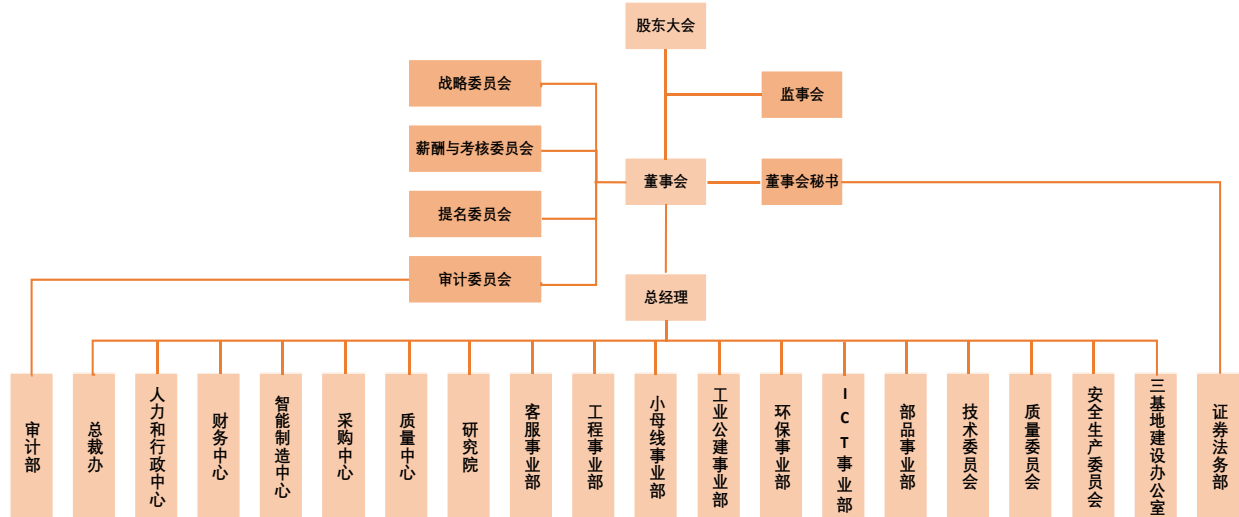 股东大会
战略委员会
监事会
薪酬与考核委员会
董事会
董事会秘书
提名委员会
审计委员会
总经理
审计部
总裁办
人力和行政中心
财务中心
智能制造中心
采购中心
质量中心
研究院
客服事业部
工程事业部
小母线事业部
工业公建事业部
环保事业部
ICT事业部
部品事业部
技术委员会
质量委员会
安全生产委员会
三基地建设办公室
证券法务部